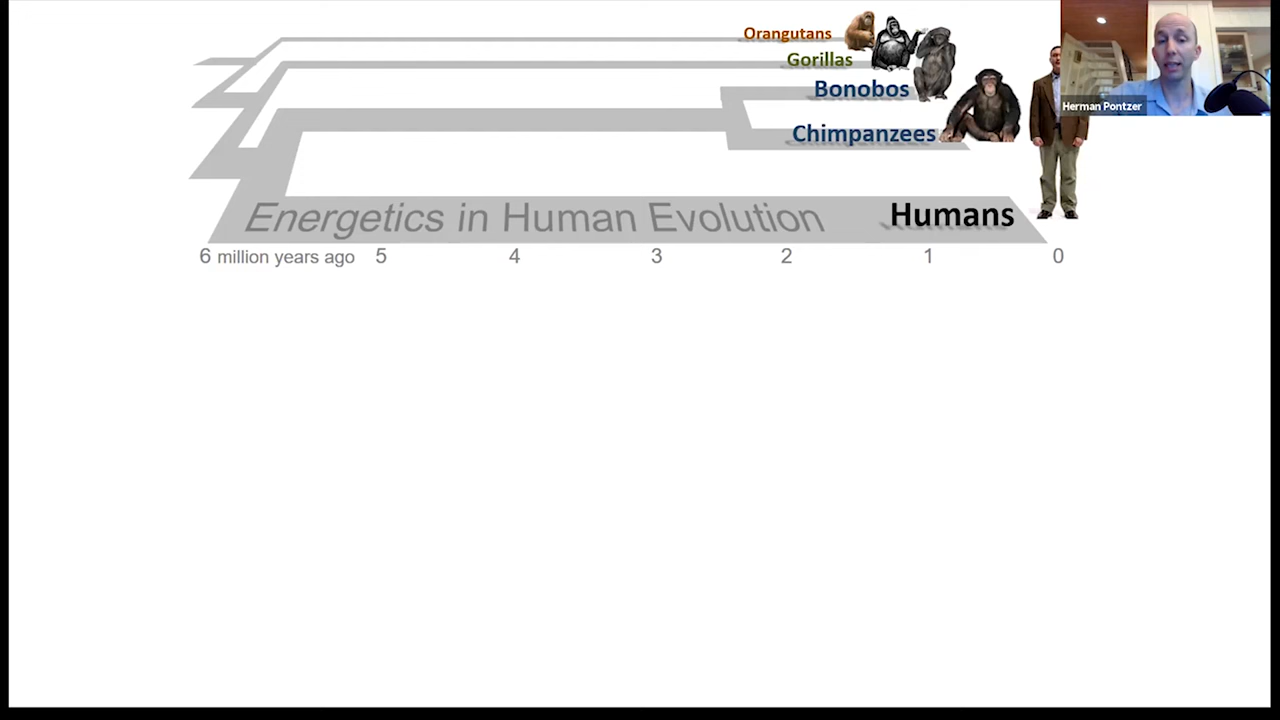 Orangutans
Gorillas
Bonobos
Herman Pontzer
Chimpanzees
Energetics in Human Evolution
Humans
6 million years ago 5 4 3 2 1 0